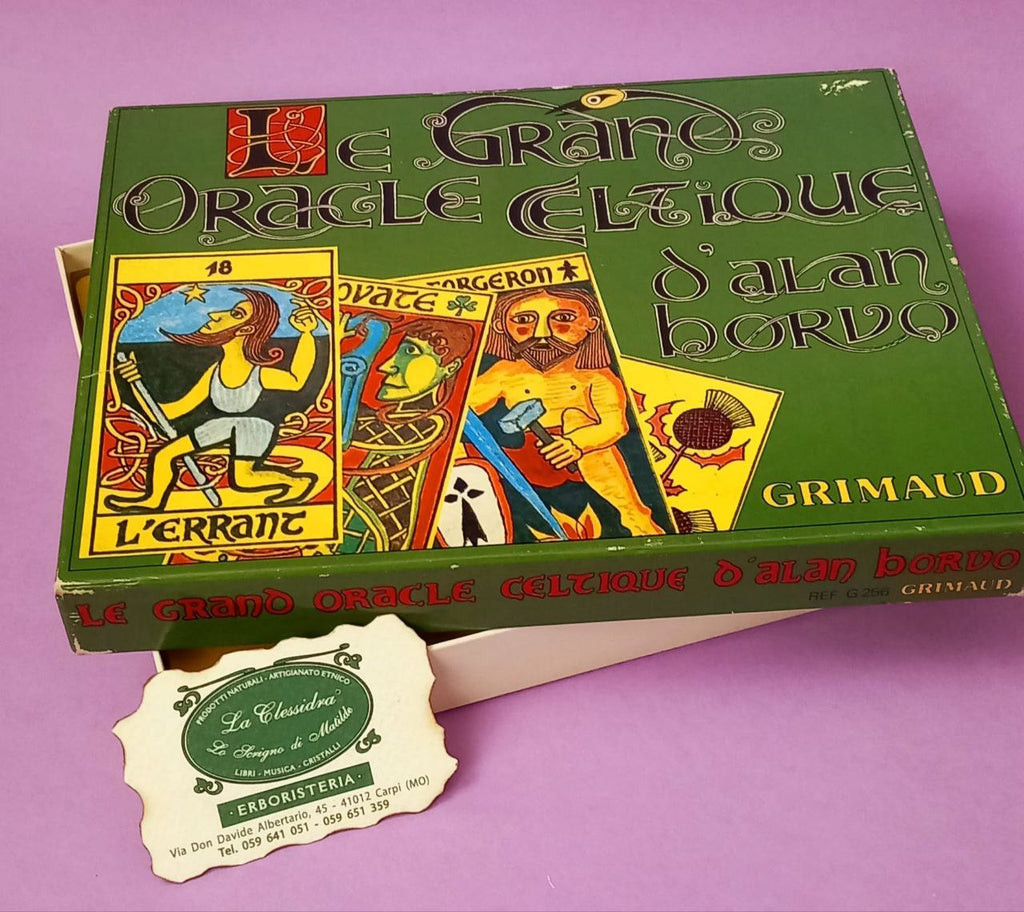 LE GRAND
ORACLE CELTIQUE
d'alan
borvo
18
L'ERRANT
OVATE
FORGERON
GRIMAUD
LE GRAND ORACLE CELTIQUE d'alan borvo
REF. G 256 GRIMAUD
PRODOTTI NATURALI - ARTIGIANATO ETNICO
La Clessidra
Lo Scrigno di Matilde
LIBRI - MUSICA - CRISTALLI
· ERBORISTERIA ·
Via Don Davide Albertario, 45 - 41012 Carpi (MO)
Tel. 059 641 051 - 059 651 359